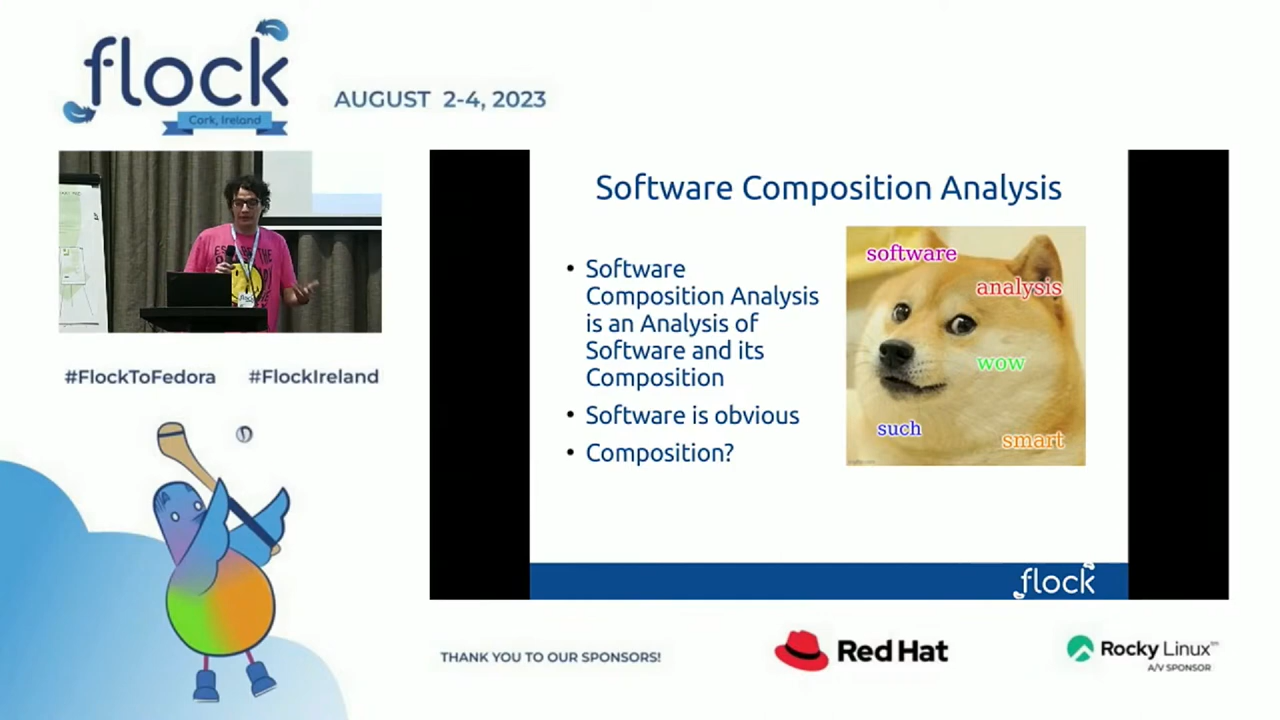 flock
Cork, Ireland
AUGUST 2-4, 2023
#FlockToFedora #FlockIreland
Software Composition Analysis
• Software
Composition Analysis
is an Analysis of
Software and its
Composition
• Software is obvious
• Composition?
software
analysis
wow
such
smart
flock
THANK YOU TO OUR SPONSORS!
Red Hat
Rocky Linux™
A/V SPONSOR